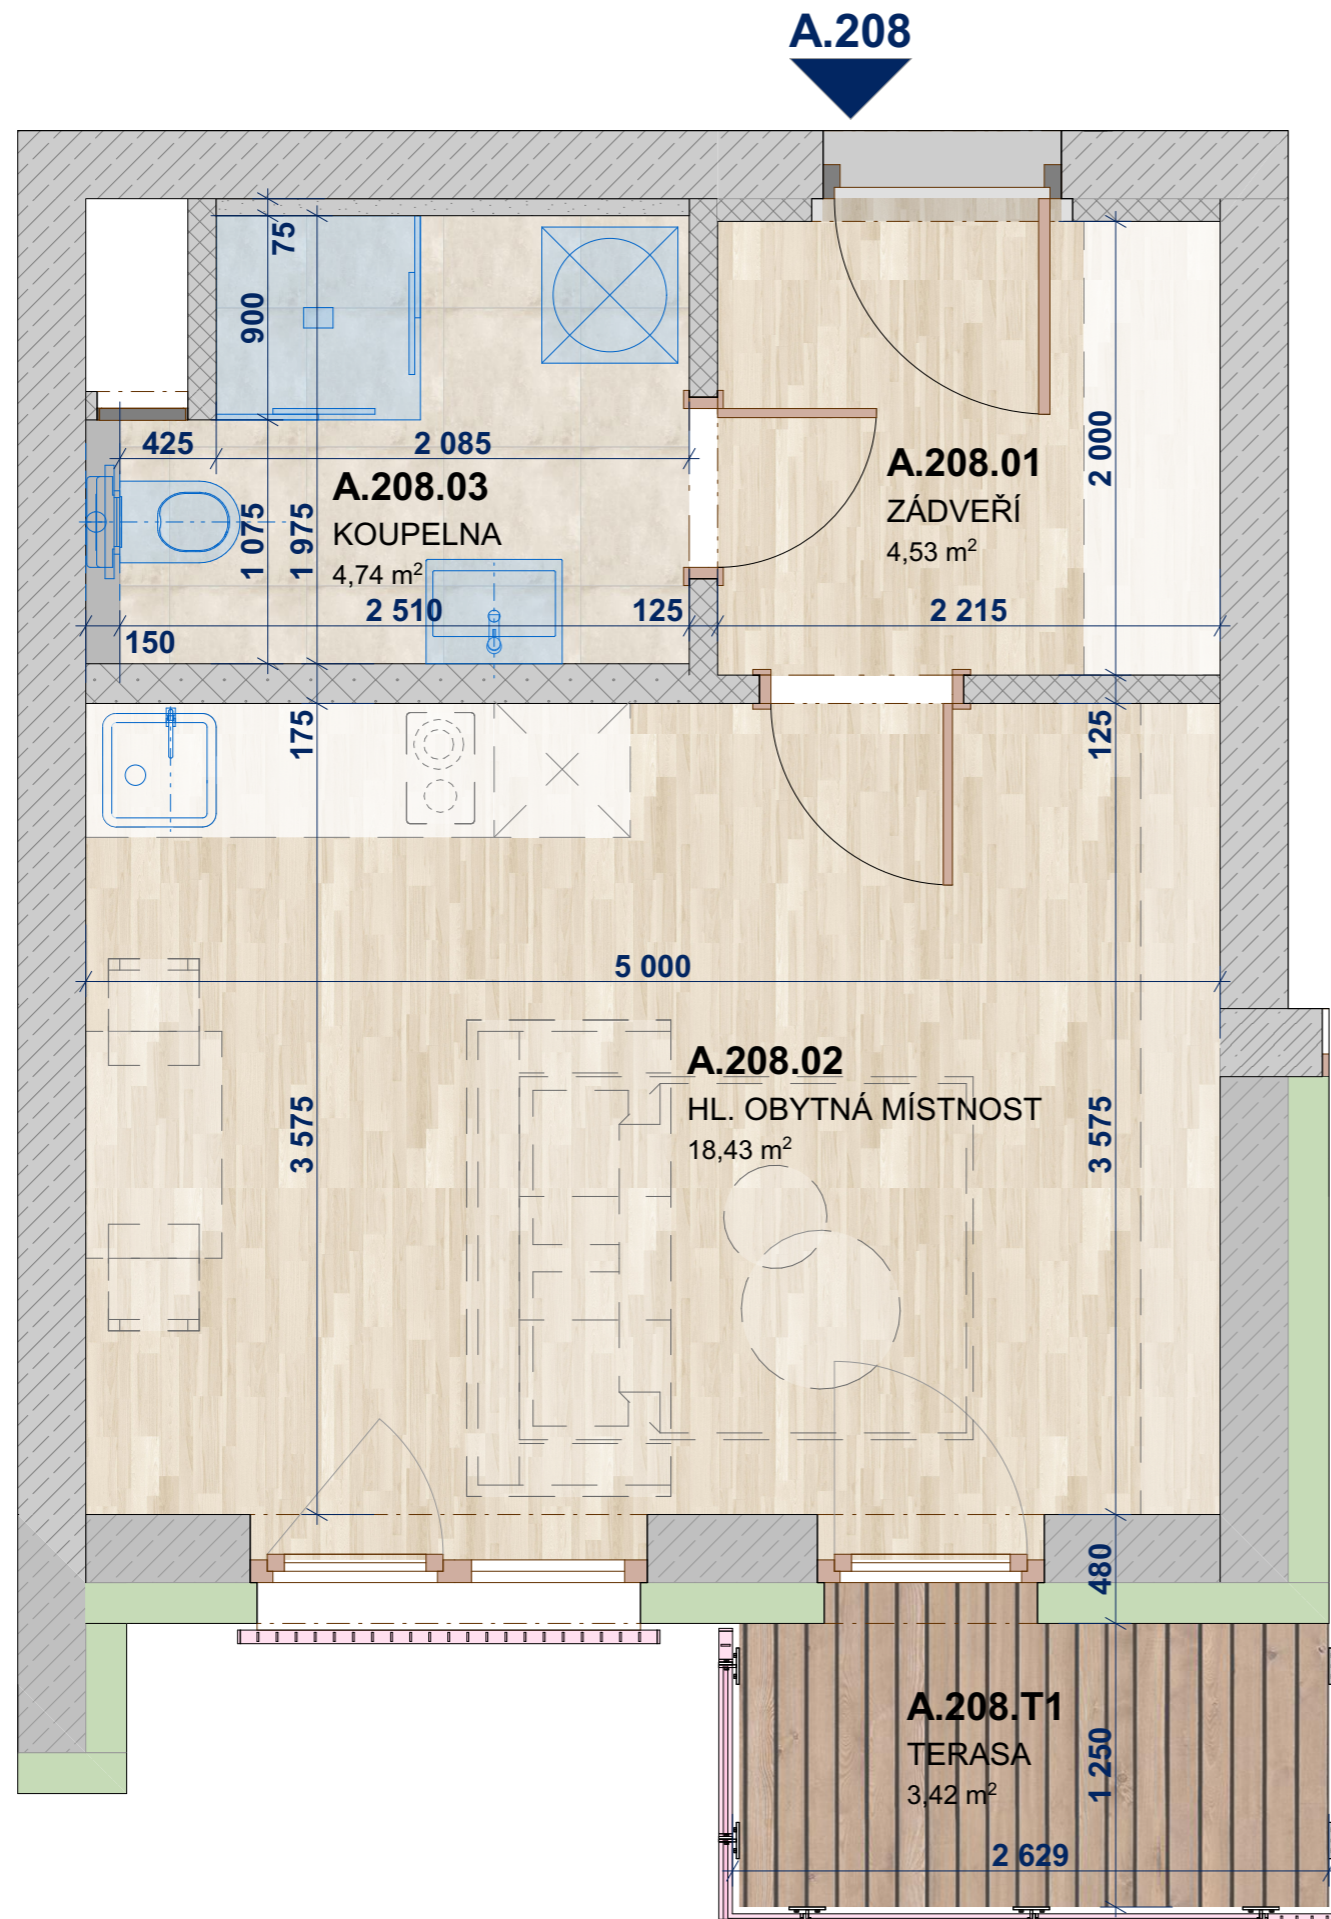 A.208
75
900
425
2 085
A.208.03
KOUPELNA
4,74 m²
1 075
1 975
2 510
125
150
A.208.01
ZÁDVEŘÍ
4,53 m²
2 000
2 215
175
125
5 000
A.208.02
HL. OBYTNÁ MÍSTNOST
18,43 m²
3 575
3 575
480
A.208.T1
TERASA
3,42 m²
1 250
2 629